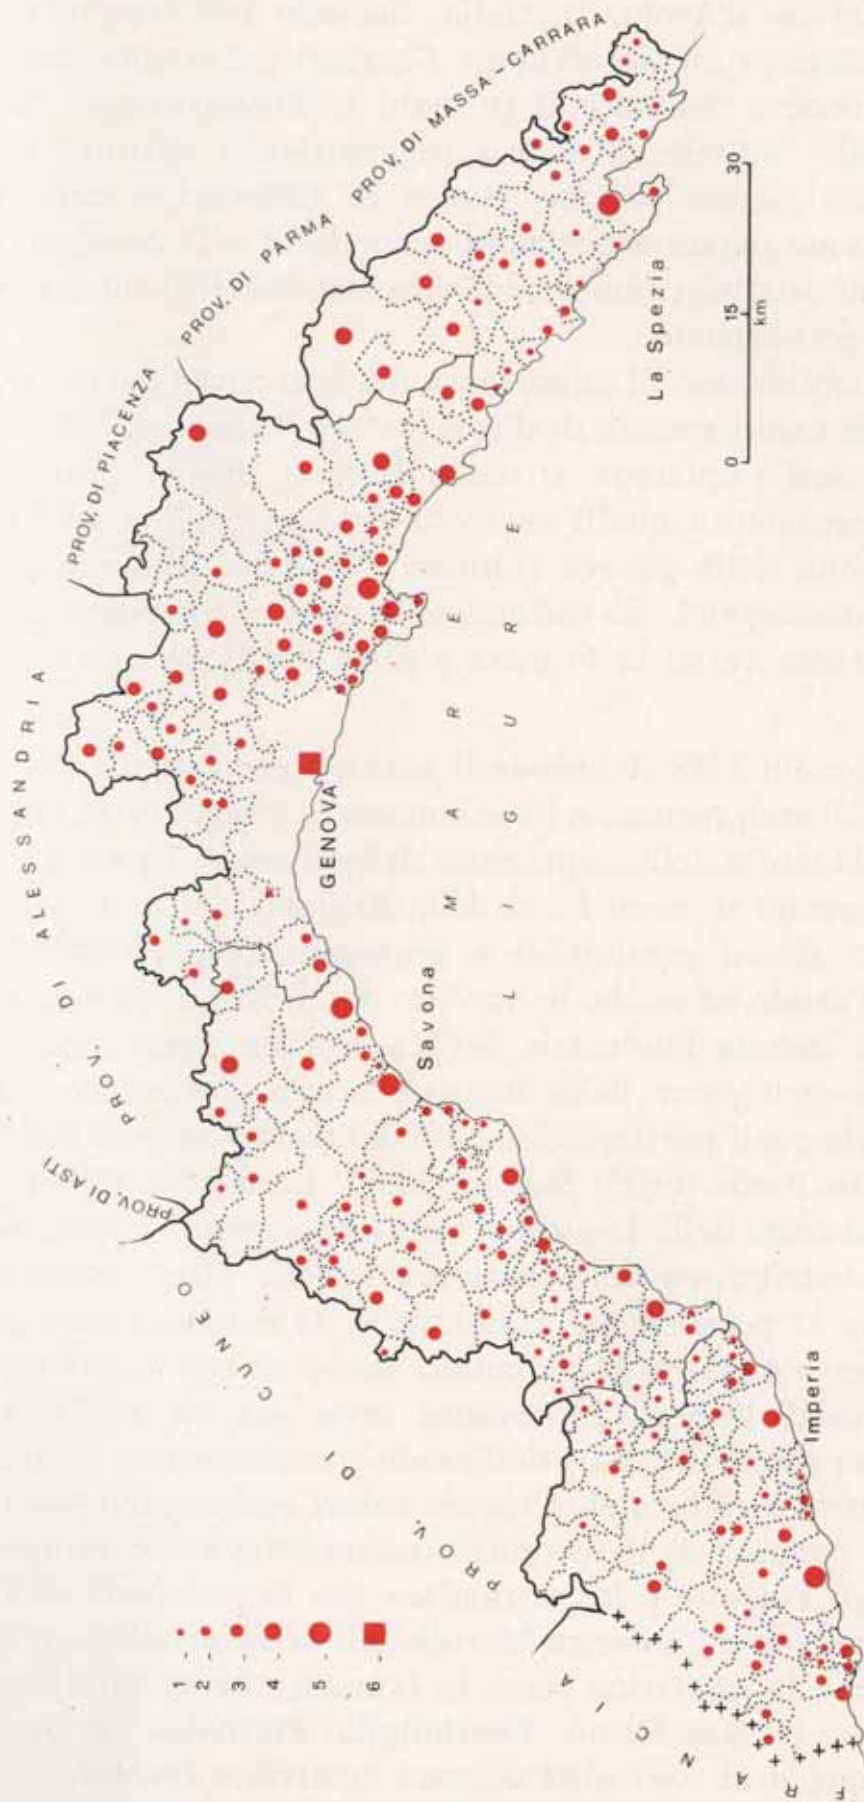 PROV. DI ALESSANDRIA
PROV. DI PIACENZA
PROV. DI PARMA
PROV. DI MASSA-CARRARA
PROV. DI ASTI
PROV. DI CUNEO
FRANCIA
GENOVA
Savona
Imperia
La Spezia
MAR
LIGURE
1
2
3
4
5
6
0
15
30
km